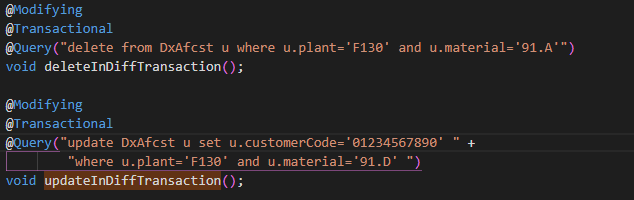 @Modifying
@Transactional
@Query("delete from DxAfcst u where u.plant='F130' and u.material='91.A'")
void deleteInDiffTransaction();
@Modifying
@Transactional
@Query("update DxAfcst u set u.customerCode='01234567890' " +
"where u.plant='F130' and u.material='91.D' ")
void updateInDiffTransaction();